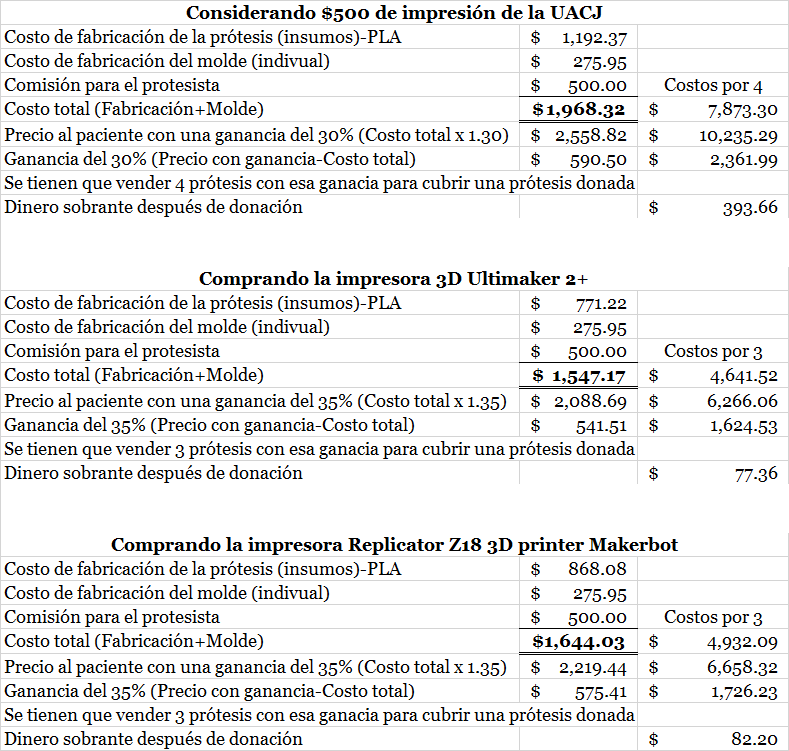 Considerando $500 de impresión de la UACJ
Costo de fabricación de la prótesis (insumos)-PLA $ 1,192.37
Costo de fabricación del molde (indivual) $ 275.95
Comisión para el protesista $ 500.00 Costos por 4
Costo total (Fabricación+Molde) $1,968.32 $ 7,873.30
Precio al paciente con una ganancia del 30% (Costo total x 1.30) $ 2,558.82 $ 10,235.29
Ganancia del 30% (Precio con ganancia-Costo total) $ 590.50 $ 2,361.99
Se tienen que vender 4 prótesis con esa ganacia para cubrir una prótesis donada
Dinero sobrante después de donación $ 393.66
Comprando la impresora 3D Ultimaker 2+
Costo de fabricación de la prótesis (insumos)-PLA $ 771.22
Costo de fabricación del molde (indivual) $ 275.95
Comisión para el protesista $ 500.00 Costos por 3
Costo total (Fabricación+Molde) $ 1,547.17 $ 4,641.52
Precio al paciente con una ganancia del 35% (Costo total x 1.35) $ 2,088.69 $ 6,266.06
Ganancia del 35% (Precio con ganancia-Costo total) $ 541.51 $ 1,624.53
Se tienen que vender 3 prótesis con esa ganacia para cubrir una prótesis donada
Dinero sobrante después de donación $ 77.36
Comprando la impresora Replicator Z18 3D printer Makerbot
Costo de fabricación de la prótesis (insumos)-PLA $ 868.08
Costo de fabricación del molde (indivual) $ 275.95
Comisión para el protesista $ 500.00 Costos por 3
Costo total (Fabricación+Molde) $1,644.03 $ 4,932.09
Precio al paciente con una ganancia del 35% (Costo total x 1.35) $ 2,219.44 $ 6,658.32
Ganancia del 35% (Precio con ganancia-Costo total) $ 575.41 $ 1,726.23
Se tienen que vender 3 prótesis con esa ganacia para cubrir una prótesis donada
Dinero sobrante después de donación $ 82.20